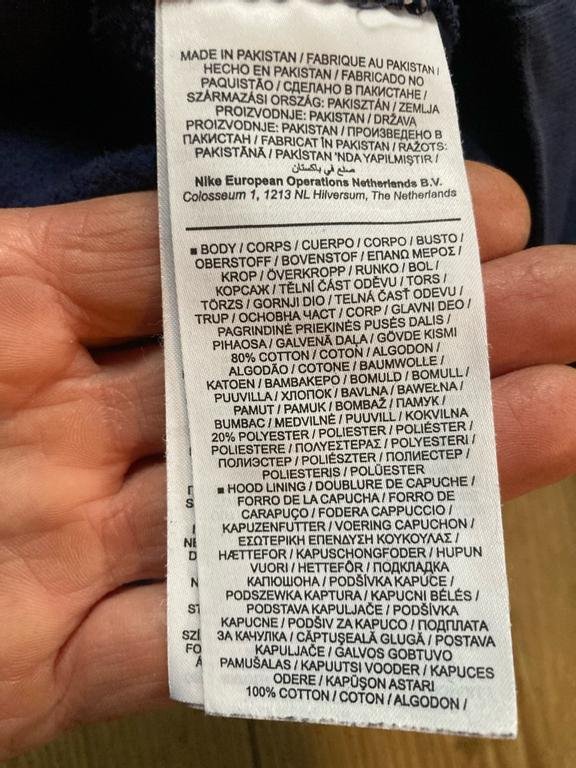 MADE IN PAKISTAN / FABRIQUE AU PAKISTAN /
HECHO EN PAKISTAN / FABRICADO NO
PAQUISTÃO / СДЕЛАНО В ПАКИСТАНЕ /
SZÁRMAZÁSI ORSZÁG: PAKISZTÁN / ZEMLJA
PROIZVODNJE: PAKISTAN / DRŽAVA
PROIZVODNJE: PAKISTAN / ПРОИЗВЕДЕНО В
ПАКИСТАН / FABRICAT ÎN PAKISTAN / RAŽOTS:
PAKISTĀNĀ / PAKİSTAN 'NDA YAPILMIŞTIR /
صنع في باكستان
Nike European Operations Netherlands B.V.
Colosseum 1, 1213 NL Hilversum, The Netherlands
■ BODY / CORPS / CUERPO / CORPO / BUSTO /
OBERSTOFF / BOVENSTOF / ΕΠΑΝΩ ΜΕΡΟΣ /
KROP / ÖVERKROPP / RUNKO / BOL /
КОРСАЖ / TĚLNÍ ČÁST ODĚVU / TORS /
TÖRZS / GORNJI DIO / TELNÁ ČASŤ ODEVU /
TRUP / ОСНОВНА ЧАСТ / CORP / GLAVNI DEO /
PAGRINDINĖ PRIEKINĖS PUSĖS DALIS /
PIHAOSA / GALVENĀ DAĻA / GÖVDE KISMI
80% COTTON / COTON / ALGODON /
ALGODÃO / COTONE / BAUMWOLLE /
KATOEN / ΒΑΜΒΑΚΕΡΟ / BOMULD / BOMULL /
PUUVILLA / ХЛОПОК / BAVLNA / BAWEŁNA /
PAMUT / PAMUK / BOMBAŽ / ПАМУК /
BUMBAC / MEDVILNĖ / PUUVILL / KOKVILNA
20% POLYESTER / POLIESTER / POLIÉSTER /
POLIESTERE / ΠΟΛΥΕΣΤΕΡΑΣ / POLYESTERI /
ПОЛИЭСТЕР / POLIÉSZTER / ПОЛИЕСТЕР /
POLIESTERIS / POLÜESTER
■ HOOD LINING / DOUBLURE DE CAPUCHE /
FORRO DE LA CAPUCHA / FORRO DE
CARAPUÇO / FODERA CAPPUCCIO /
KAPUZENFUTTER / VOERING CAPUCHON /
ΕΣΩΤΕΡΙΚΗ ΕΠΕΝΔΥΣΗ ΚΟΥΚΟΥΛΑΣ /
HÆTTEFOR / KAPUSCHONGFODER / HUPUN
VUORI / HETTEFÔR / ПОДКЛАДКА
КАПЮШОНА / PODŠÍVKA KAPUCE /
PODSZEWKA KAPTURA / KAPUCNI BÉLÉS /
PODSTAVA KAPULJAČE / PODŠÍVKA
KAPUCNE / PODŠIV ZA KAPUCO / ПОДПЛАТА
ЗА КАЧУЛКА / CĂPTUŞEALĂ GLUGĂ / POSTAVA
KAPULJAČE / GALVOS GOBTUVO
PAMUŠALAS / KAPUUTSI VOODER / KAPUCES
ODERE / KAPÜŞON ASTARI
100% COTTON / COTON / ALGODON /